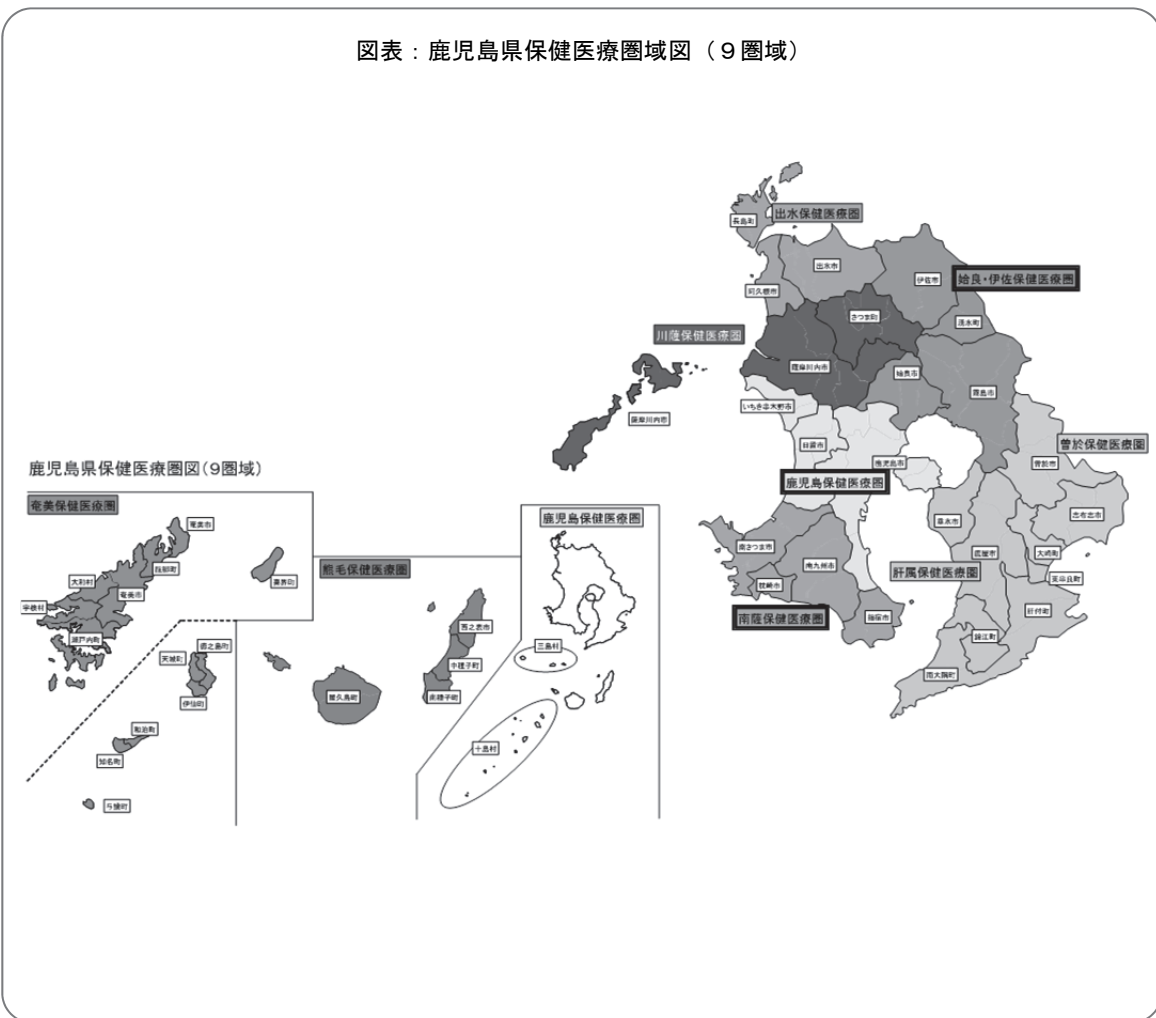 図表：鹿児島県保健医療圏域図（９圏域）
長島町
出水保健医療圏
出水市
阿久根市
伊佐市
姶良・伊佐保健医療圏
湧水町
さつま町
川薩保健医療圏
薩摩川内市
薩摩川内市
姶良市
霧島市
いちき串木野市
日置市
鹿児島市
鹿児島保健医療圏
曽於保健医療圏
曽於市
志布志市
大崎町
東串良町
垂水市
鹿屋市
肝属保健医療圏
肝付町
錦江町
南大隅町
南さつま市
南九州市
枕崎市
指宿市
南薩保健医療圏
鹿児島県保健医療圏図(９圏域)
奄美保健医療圏
奄美市
龍郷町
大和村
奄美市
宇検村
瀬戸内町
喜界町
徳之島町
天城町
伊仙町
和泊町
知名町
与論町
熊毛保健医療圏
西之表市
中種子町
南種子町
屋久島町
鹿児島保健医療圏
三島村
十島村